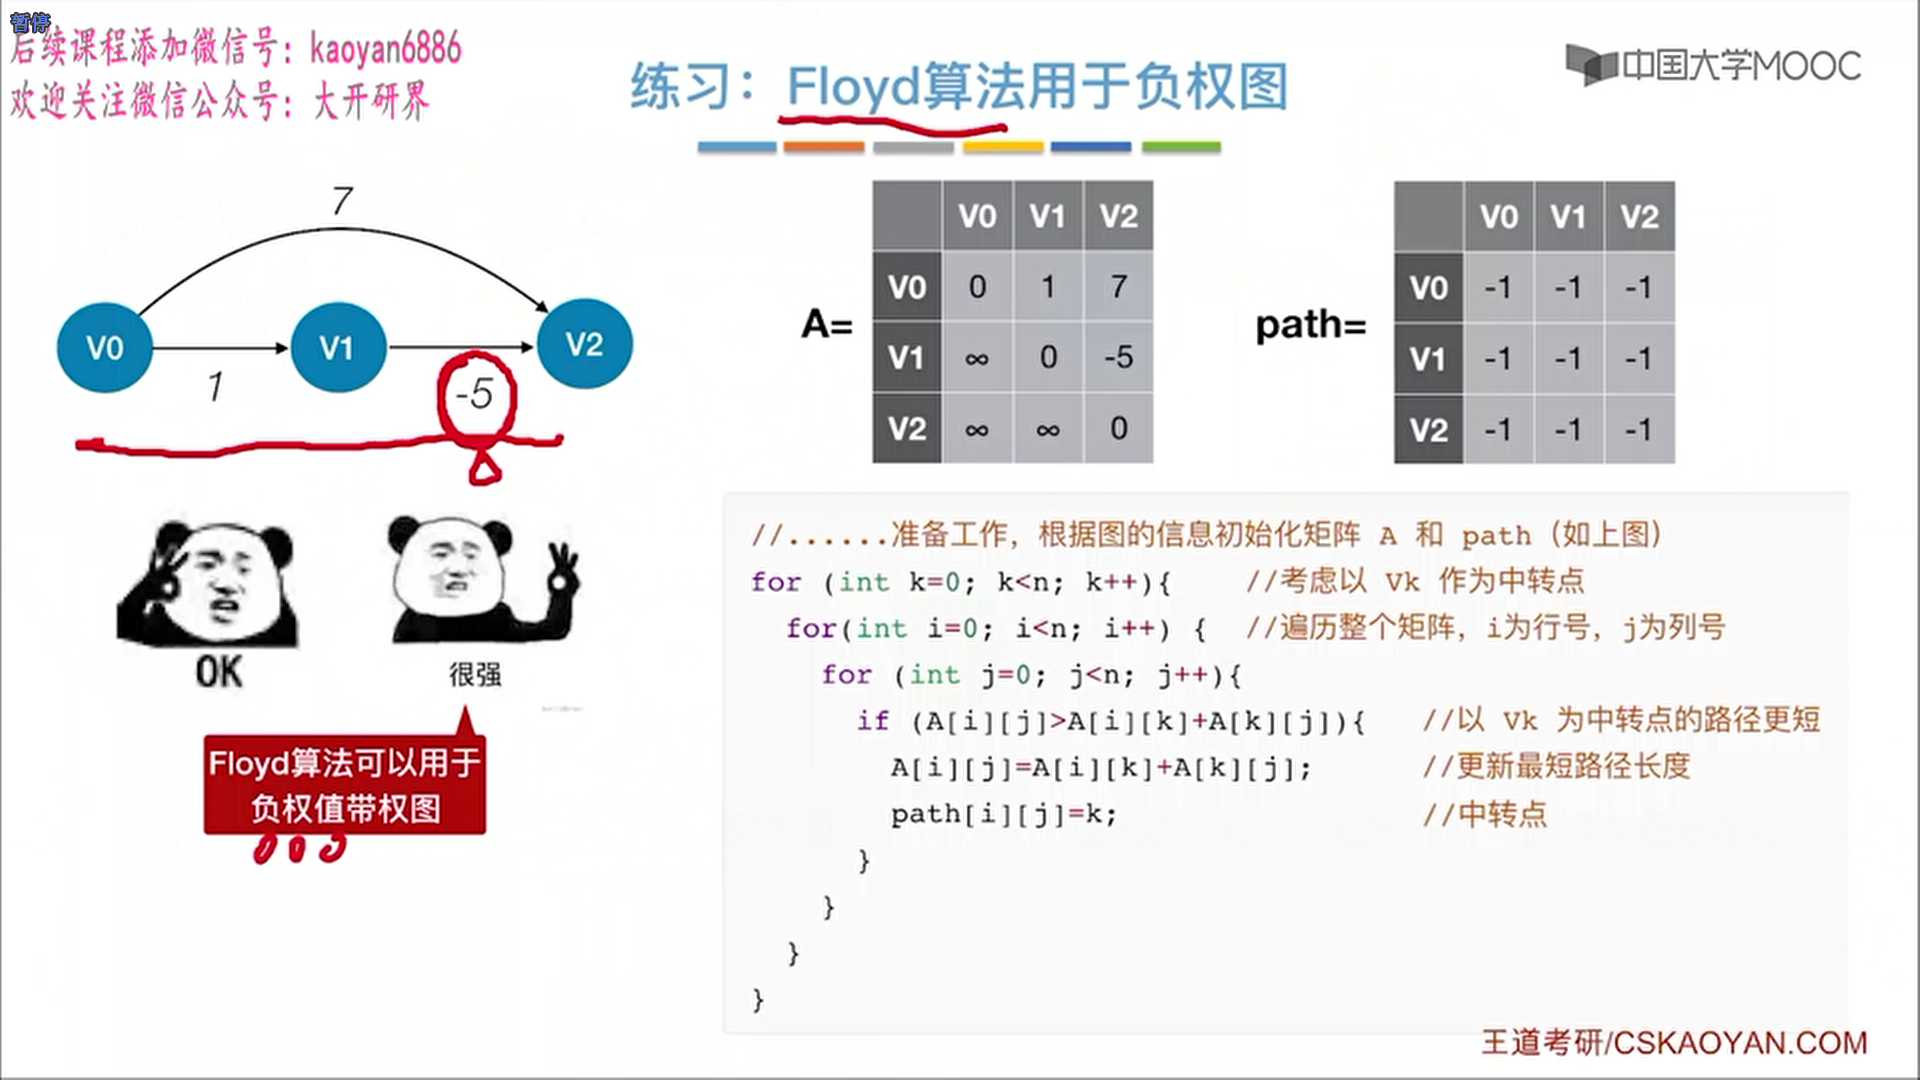 暂停
后续课程添加微信号：kaoyan6886
欢迎关注微信公众号：大开研界
练习：Floyd算法用于负权图
中国大学MOOC
7
V0
V1
V2
1
-5
A=
V0 V1 V2
V0 0 1 7
V1 ∞ 0 -5
V2 ∞ ∞ 0
path=
V0 V1 V2
V0 -1 -1 -1
V1 -1 -1 -1
V2 -1 -1 -1
OK
很强
Floyd算法可以用于
负权值带权图
//......准备工作，根据图的信息初始化矩阵 A 和 path（如上图）
for (int k=0; k<n; k++){ //考虑以 Vk 作为中转点
for(int i=0; i<n; i++) { //遍历整个矩阵，i为行号，j为列号
for (int j=0; j<n; j++){
if (A[i][j]>A[i][k]+A[k][j]){ //以 Vk 为中转点的路径更短
A[i][j]=A[i][k]+A[k][j]; //更新最短路径长度
path[i][j]=k; //中转点
}
}
}
}
王道考研/CSKAOYAN.COM